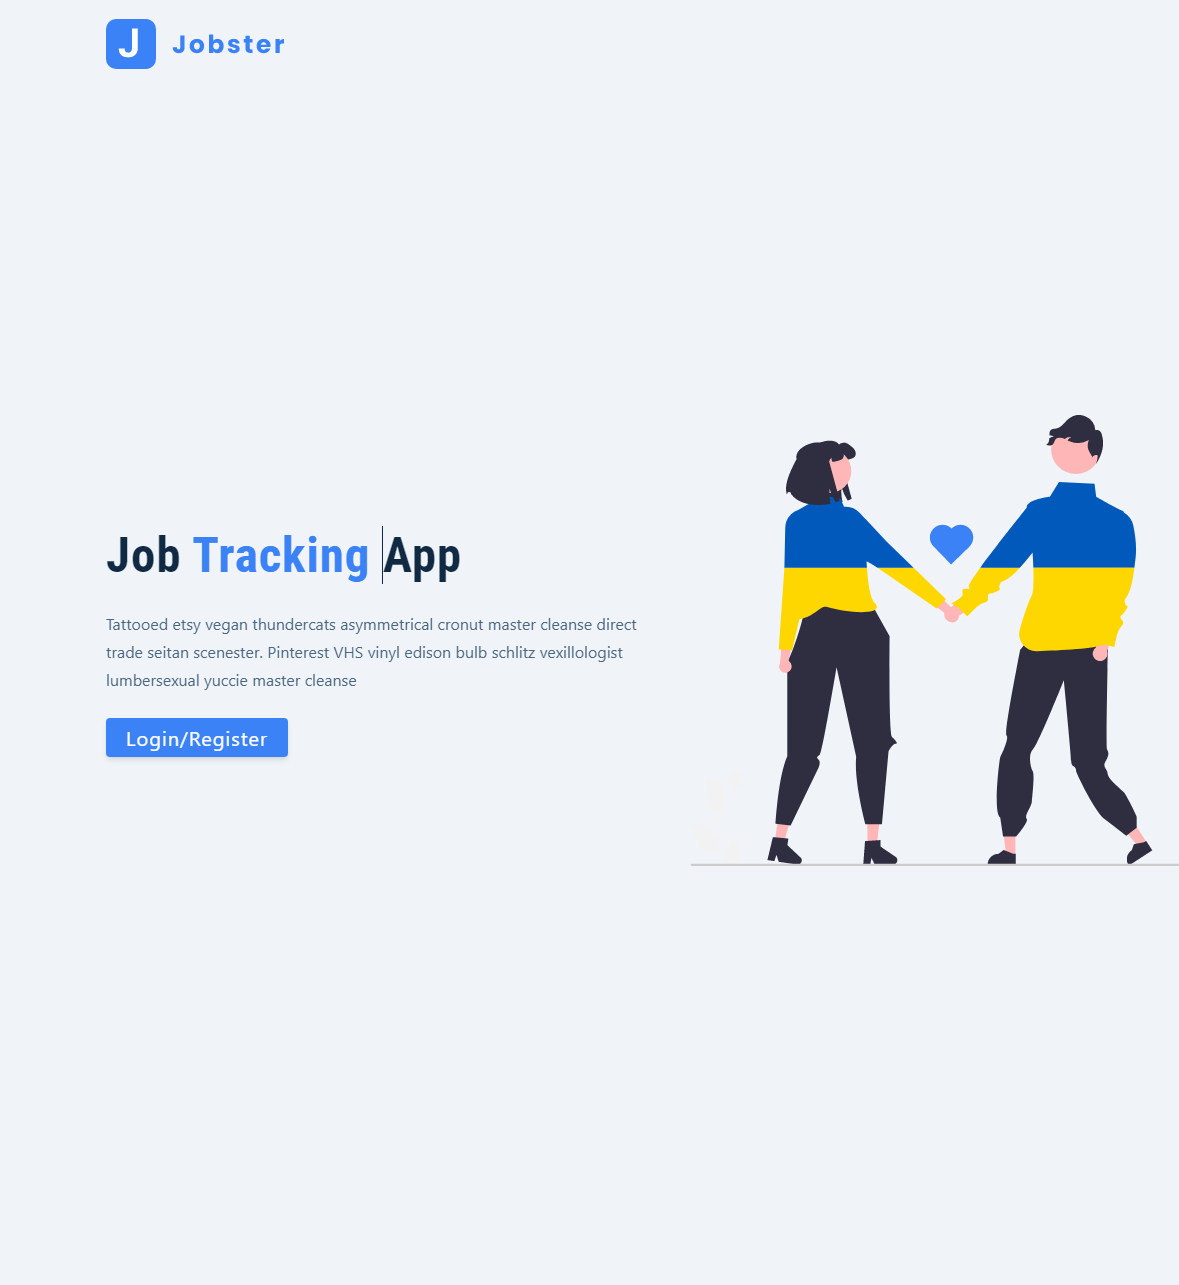 J Jobster
Job Tracking App
Tattooed etsy vegan thundercats asymmetrical cronut master cleanse direct
trade seitan scenester. Pinterest VHS vinyl edison bulb schlitz vexillologist
lumbersexual yuccie master cleanse
Login/Register